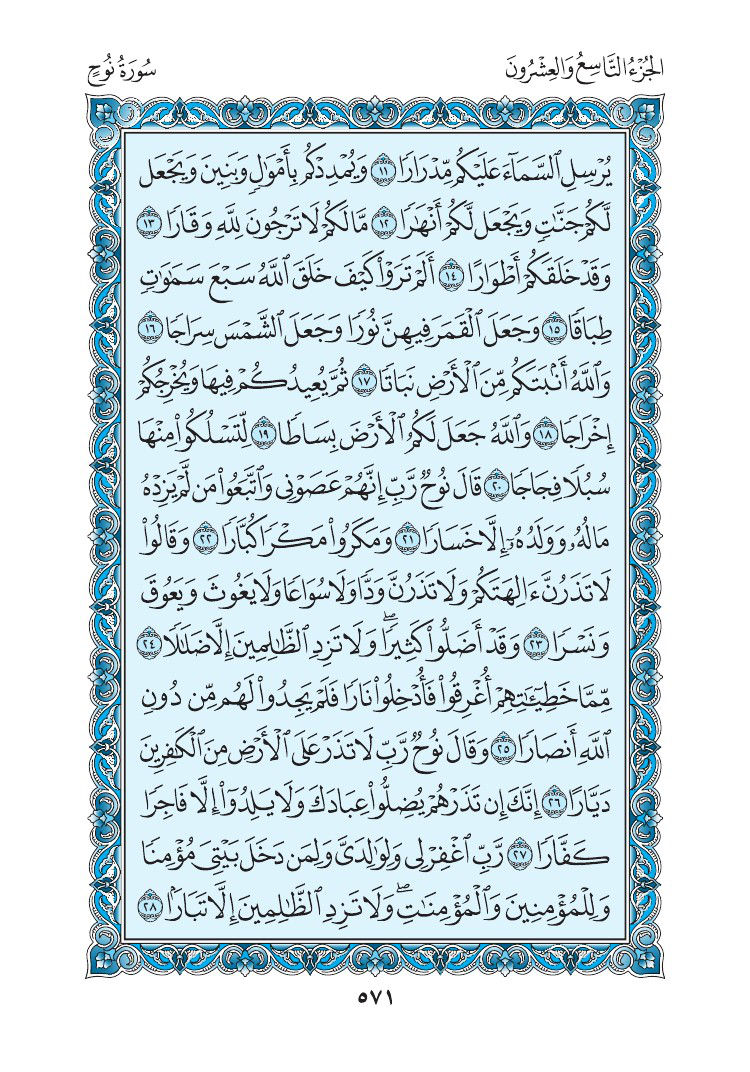 الجُزْءُ التَّاسِعُ وَالعِشْرُونَ
سُورَةُ نُوحٍ
يُرْسِلِ ٱلسَّمَآءَ عَلَيْكُم مِّدْرَارًا ١١ وَيُمْدِدْكُم بِأَمْوَٰلٍ وَبَنِينَ وَيَجْعَل
لَّكُمْ جَنَّٰتٍ وَيَجْعَل لَّكُمْ أَنْهَٰرًا ١٢ مَّا لَكُمْ لَا تَرْجُونَ لِلَّهِ وَقَارًا ١٣
وَقَدْ خَلَقَكُمْ أَطْوَارًا ١٤ أَلَمْ تَرَوْا۟ كَيْفَ خَلَقَ ٱللَّهُ سَبْعَ سَمَٰوَٰتٍ
طِبَاقًا ١٥ وَجَعَلَ ٱلْقَمَرَ فِيهِنَّ نُورًا وَجَعَلَ ٱلشَّمْسَ سِرَاجًا ١٦
وَٱللَّهُ أَنۢبَتَكُم مِّنَ ٱلْأَرْضِ نَبَاتًا ١٧ ثُمَّ يُعِيدُكُمْ فِيهَا وَيُخْرِجُكُمْ
إِخْرَاجًا ١٨ وَٱللَّهُ جَعَلَ لَكُمُ ٱلْأَرْضَ بِسَاطًا ١٩ لِّتَسْلُكُوا۟ مِنْهَا
سُبُلًا فِجَاجًا ٢٠ قَالَ نُوحٌ رَّبِّ إِنَّهُمْ عَصَوْنِى وَٱتَّبَعُوا۟ مَن لَّمْ يَزِدْهُ
مَالُهُۥ وَوَلَدُهُۥٓ إِلَّا خَسَارًا ٢١ وَمَكَرُوا۟ مَكْرًا كُبَّارًا ٢٢ وَقَالُوا۟
لَا تَذَرُنَّ ءَالِهَتَكُمْ وَلَا تَذَرُنَّ وَدًّا وَلَا سُوَاعًا وَلَا يَغُوثَ وَيَعُوقَ
وَنَسْرًا ٢٣ وَقَدْ أَضَلُّوا۟ كَثِيرًا ۖ وَلَا تَزِدِ ٱلظَّٰلِمِينَ إِلَّا ضَلَٰلًا ٢٤
مِّمَّا خَطِيٓـَٰٔتِهِمْ أُغْرِقُوا۟ فَأُدْخِلُوا۟ نَارًا فَلَمْ يَجِدُوا۟ لَهُم مِّن دُونِ
ٱللَّهِ أَنصَارًا ٢٥ وَقَالَ نُوحٌ رَّبِّ لَا تَذَرْ عَلَى ٱلْأَرْضِ مِنَ ٱلْكَٰفِرِينَ
دَيَّارًا ٢٦ إِنَّكَ إِن تَذَرْهُمْ يُضِلُّوا۟ عِبَادَكَ وَلَا يَلِدُوٓا۟ إِلَّا فَاجِرًا
كَفَّارًا ٢٧ رَّبِّ ٱغْفِرْ لِى وَلِوَٰلِدَىَّ وَلِمَن دَخَلَ بَيْتِىَ مُؤْمِنًا
وَلِلْمُؤْمِنِينَ وَٱلْمُؤْمِنَٰتِ ۖ وَلَا تَزِدِ ٱلظَّٰلِمِينَ إِلَّا تَبَارًۢا ٢٨
٥٧١